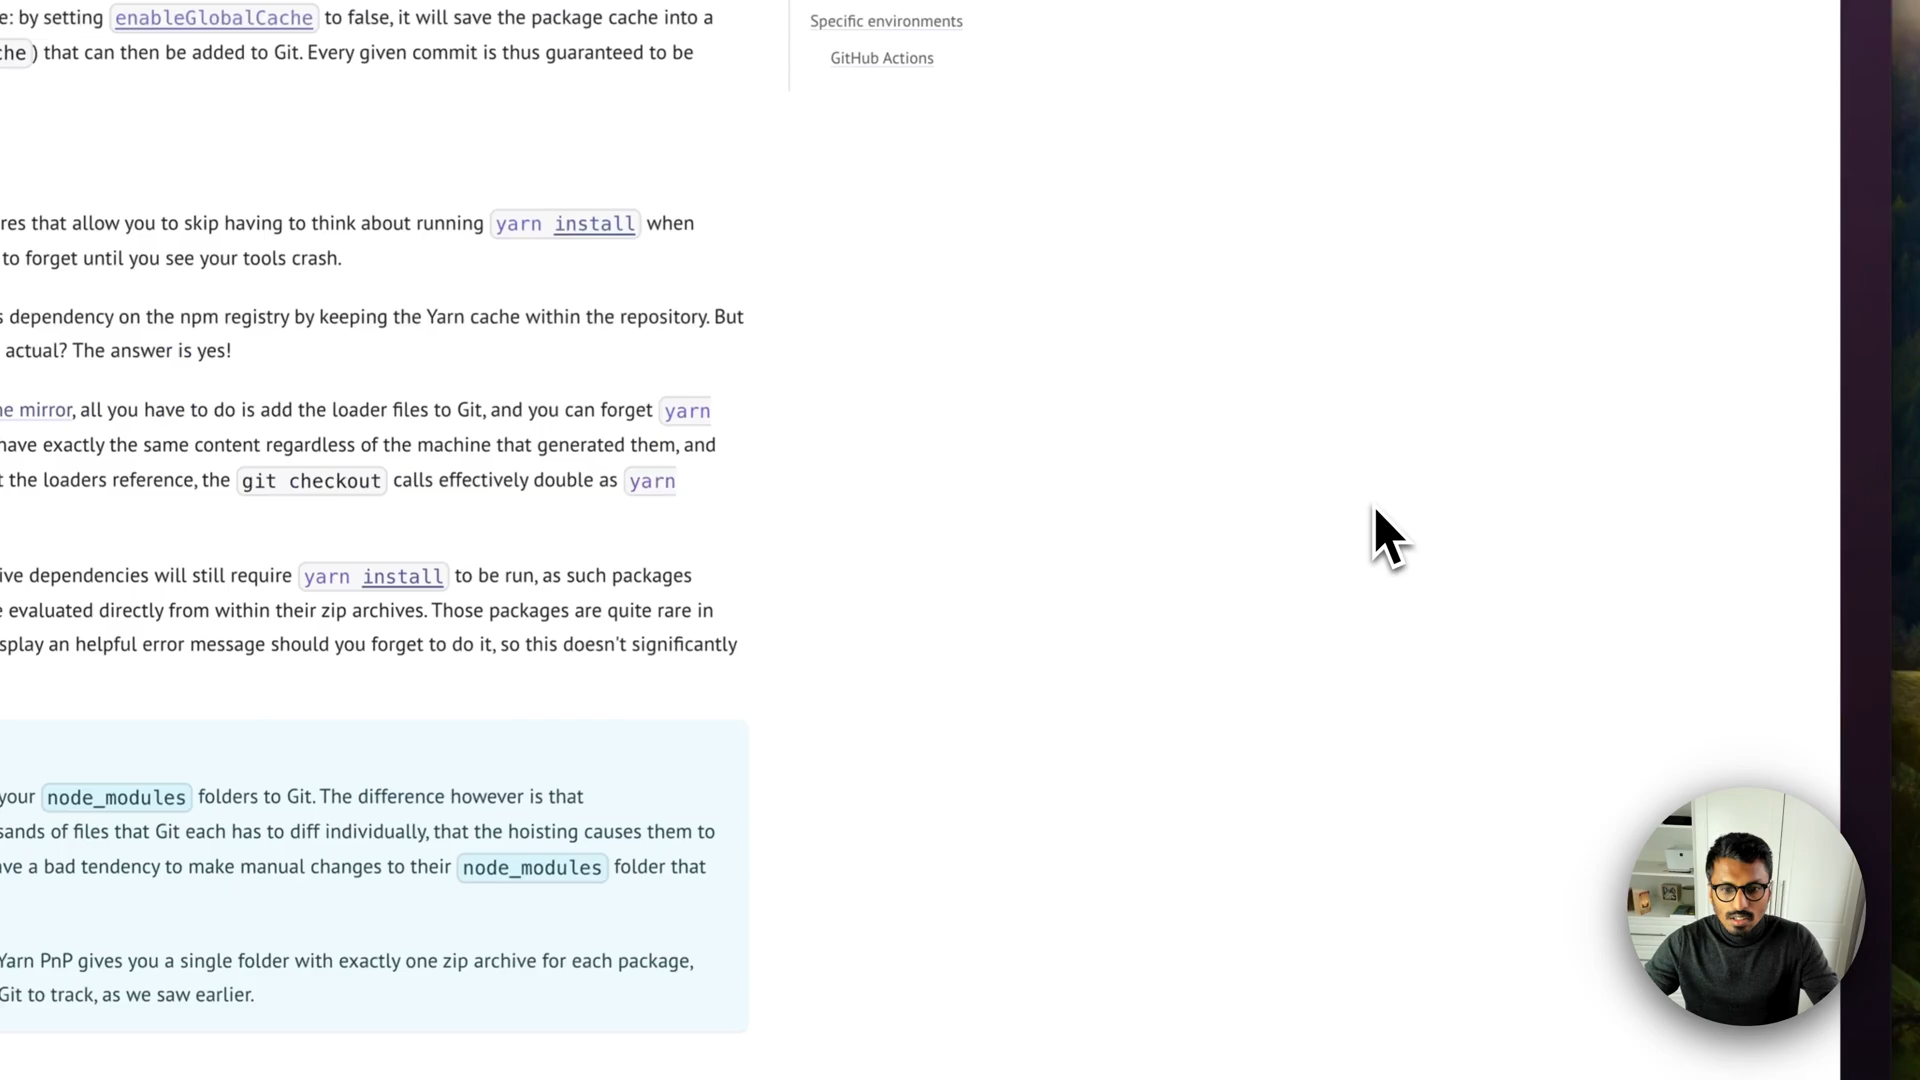 e: by setting enableGlobalCache to false, it will save the package cache into a
che) that can then be added to Git. Every given commit is thus guaranteed to be
Specific environments
GitHub Actions
res that allow you to skip having to think about running yarn install when
to forget until you see your tools crash.
s dependency on the npm registry by keeping the Yarn cache within the repository. But
actual? The answer is yes!
ne mirror, all you have to do is add the loader files to Git, and you can forget yarn
have exactly the same content regardless of the machine that generated them, and
t the loaders reference, the git checkout calls effectively double as yarn
ive dependencies will still require yarn install to be run, as such packages
e evaluated directly from within their zip archives. Those packages are quite rare in
splay an helpful error message should you forget to do it, so this doesn't significantly
your node_modules folders to Git. The difference however is that
sands of files that Git each has to diff individually, that the hoisting causes them to
ave a bad tendency to make manual changes to their node_modules folder that
Yarn PnP gives you a single folder with exactly one zip archive for each package,
Git to track, as we saw earlier.